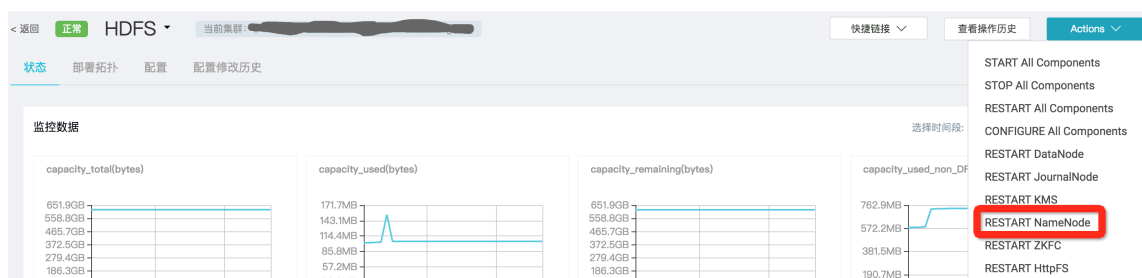 < 返回 正常 HDFS 当前集群: 快捷链接 查看操作历史 Actions
状态 部署拓扑 配置 配置修改历史
START All Components
STOP All Components
RESTART All Components
CONFIGURE All Components
RESTART DataNode
RESTART JournalNode
RESTART KMS
RESTART NameNode
RESTART ZKFC
RESTART HttpFS
监控数据 选择时间段:
capacity_total(bytes)
651.9GB
558.8GB
465.7GB
372.5GB
279.4GB
186.3GB
capacity_used(bytes)
171.7MB
143.1MB
114.4MB
85.8MB
57.2MB
capacity_remaining(bytes)
651.9GB
558.8GB
465.7GB
372.5GB
279.4GB
186.3GB
capacity_used_non_DF
762.9MB
572.2MB
381.5MB
190.7MB